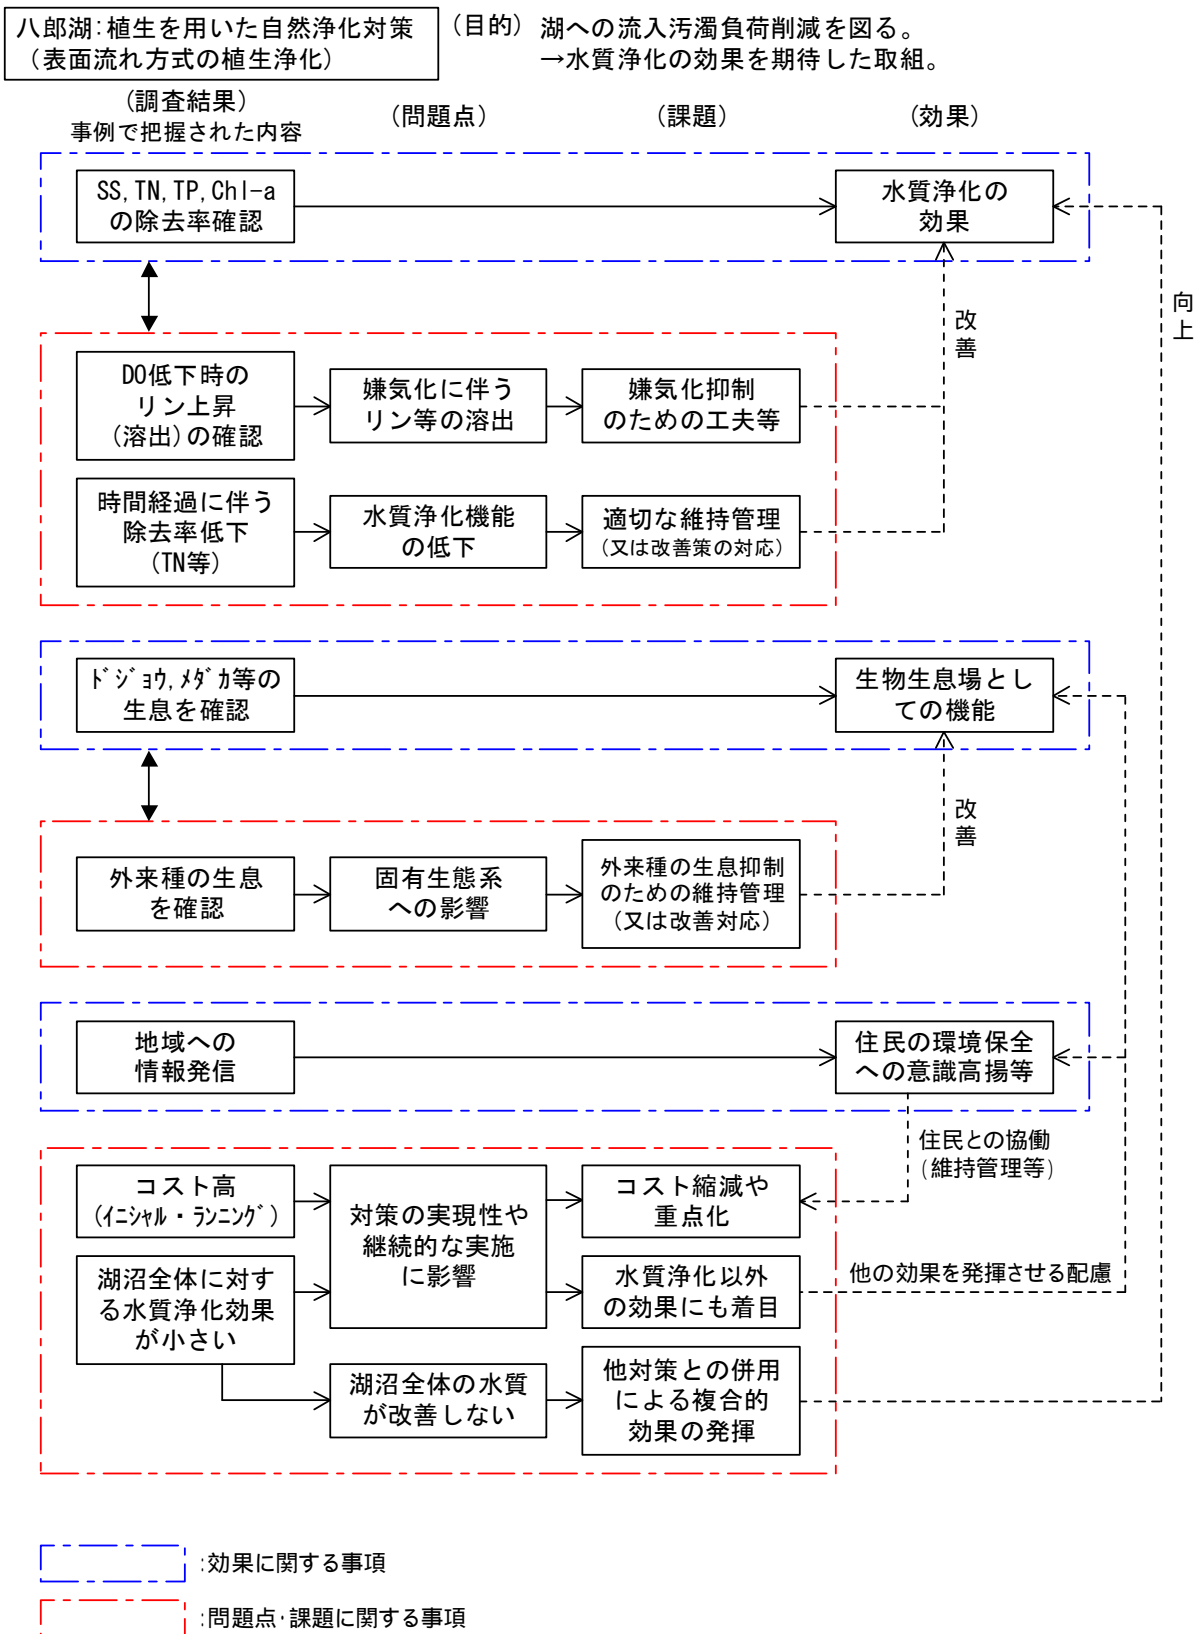 八郎湖:植生を用いた自然浄化対策
（表面流れ方式の植生浄化）
（目的）湖への流入汚濁負荷削減を図る。
→水質浄化の効果を期待した取組。
（調査結果）
事例で把握された内容
（問題点）
（課題）
（効果）
SS,TN,TP,Chl-a
の除去率確認
水質浄化の
効果
向上
改善
DO低下時の
リン上昇
（溶出）の確認
嫌気化に伴う
リン等の溶出
嫌気化抑制
のための工夫等
時間経過に伴う
除去率低下
（TN等）
水質浄化機能
の低下
適切な維持管理
（又は改善策の対応）
ﾄﾞｼﾞｮｳ,ﾒﾀﾞｶ等の
生息を確認
生物生息場とし
ての機能
改善
外来種の生息
を確認
固有生態系
への影響
外来種の生息抑制
のための維持管理
（又は改善対応）
地域への
情報発信
住民の環境保全
への意識高揚等
住民との協働
（維持管理等）
コスト高
（ｲﾆｼｬﾙ・ﾗﾝﾆﾝｸﾞ）
対策の実現性や
継続的な実施
に影響
コスト縮減や
重点化
湖沼全体に対す
る水質浄化効果
が小さい
水質浄化以外
の効果にも着目
他の効果を発揮させる配慮
湖沼全体の水質
が改善しない
他対策との併用
による複合的
効果の発揮
:効果に関する事項
:問題点･課題に関する事項